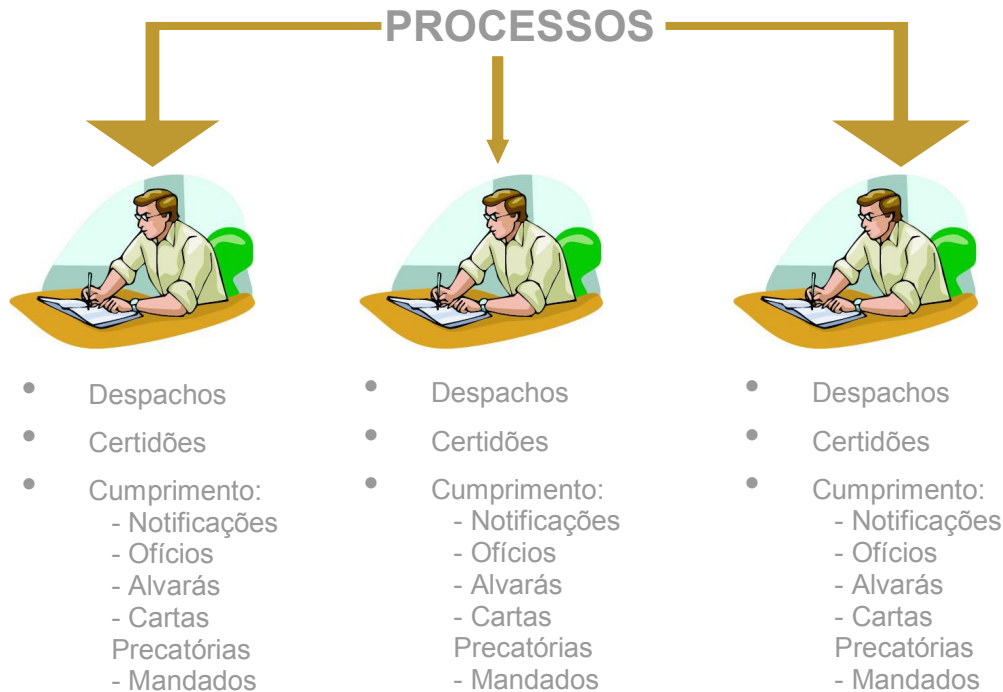 PROCESSOS
• Despachos
• Certidões
• Cumprimento:
- Notificações
- Ofícios
- Alvarás
- Cartas
Precatórias
- Mandados
• Despachos
• Certidões
• Cumprimento:
- Notificações
- Ofícios
- Alvarás
- Cartas
Precatórias
- Mandados
• Despachos
• Certidões
• Cumprimento:
- Notificações
- Ofícios
- Alvarás
- Cartas
Precatórias
- Mandados